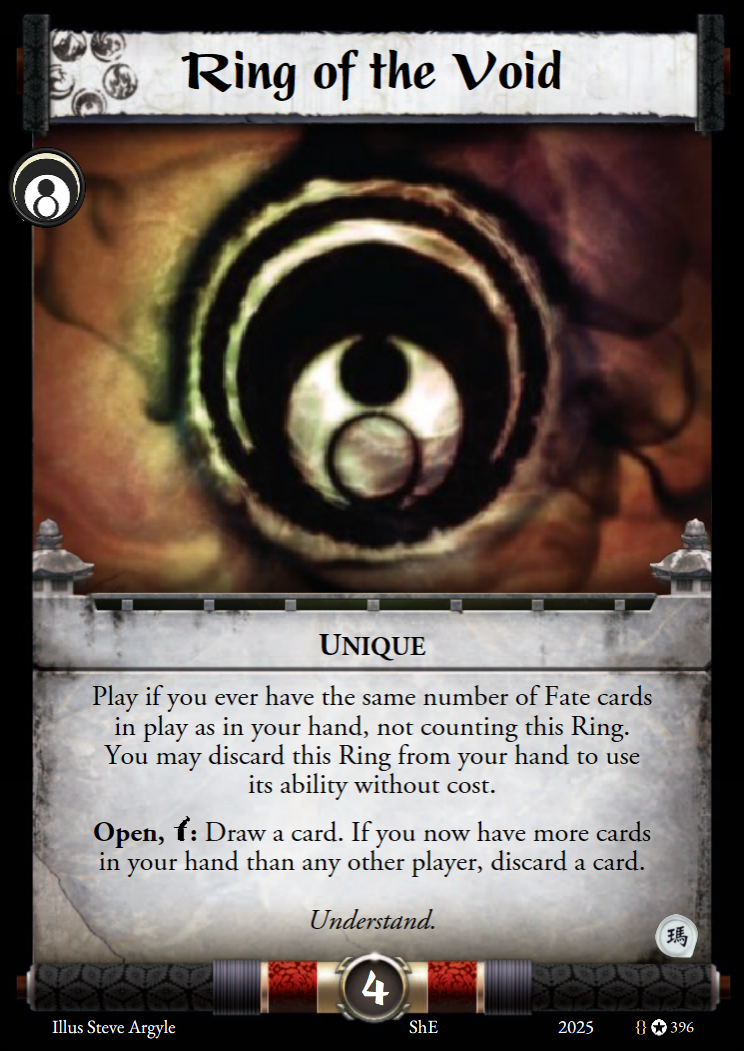 Ring of the Void
UNIQUE
Play if you ever have the same number of Fate cards
in play as in your hand, not counting this Ring.
You may discard this Ring from your hand to use
its ability without cost.
Open, : Draw a card. If you now have more cards
in your hand than any other player, discard a card.
Understand.
瑪
4
Illus Steve Argyle ShE 2025 {} ✪ 396